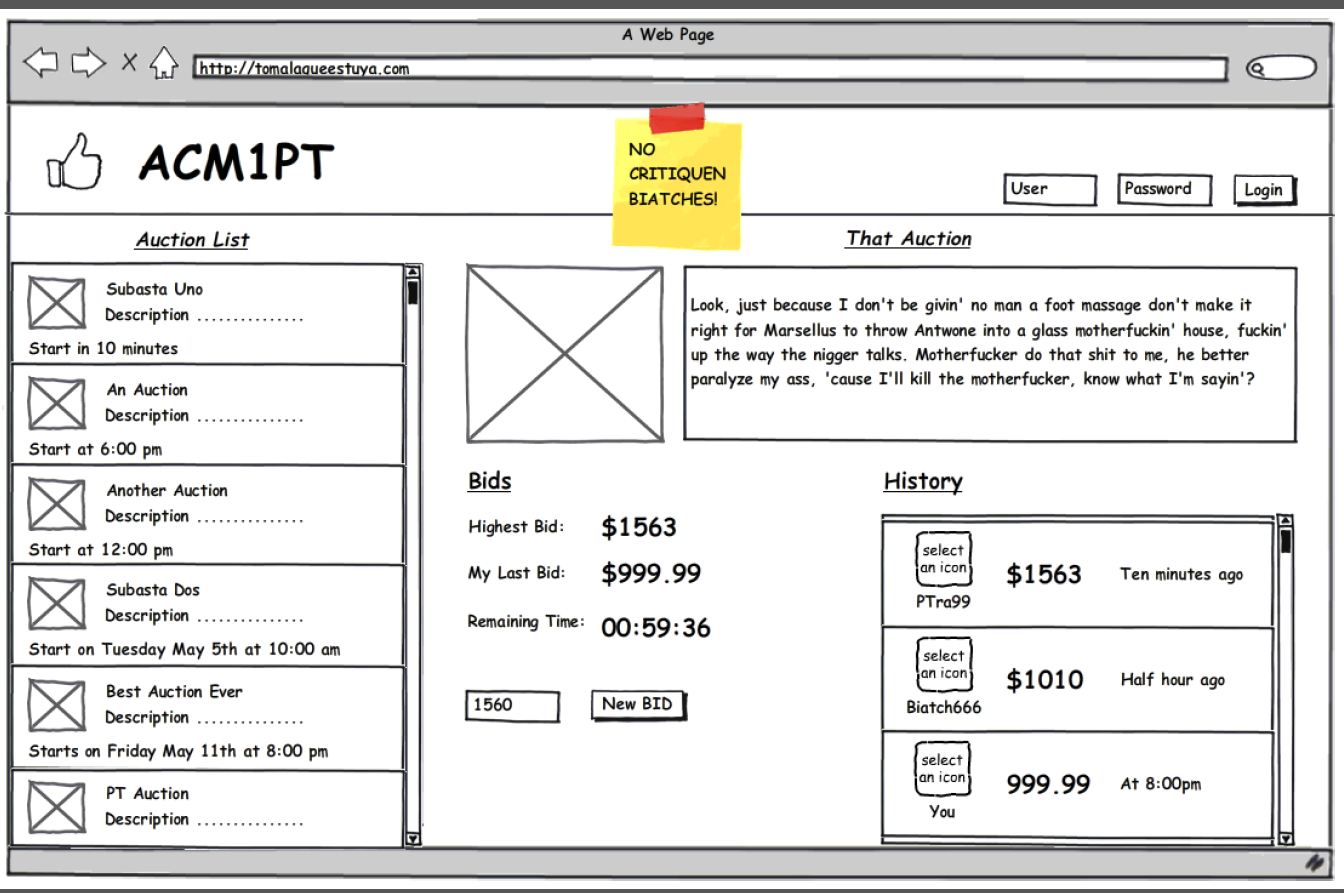 A Web Page
http://tomalaqueestuya.com
ACM1PT
NO
CRITIQUEN
BIATCHES!
User
Password
Login
Auction List
Subasta Uno
Description ...............
Start in 10 minutes
An Auction
Description ...............
Start at 6:00 pm
Another Auction
Description ...............
Start at 12:00 pm
Subasta Dos
Description ...............
Start on Tuesday May 5th at 10:00 am
Best Auction Ever
Description ...............
Starts on Friday May 11th at 8:00 pm
PT Auction
Description ...............
That Auction
Look, just because I don't be givin' no man a foot massage don't make it
right for Marsellus to throw Antwone into a glass motherfuckin' house, fuckin'
up the way the nigger talks. Motherfucker do that shit to me, he better
paralyze my ass, 'cause I'll kill the motherfucker, know what I'm sayin'?
Bids
Highest Bid: $1563
My Last Bid: $999.99
Remaining Time: 00:59:36
1560
New BID
History
select
an icon
PTra99
$1563
Ten minutes ago
select
an icon
Biatch666
$1010
Half hour ago
select
an icon
You
999.99
At 8:00pm